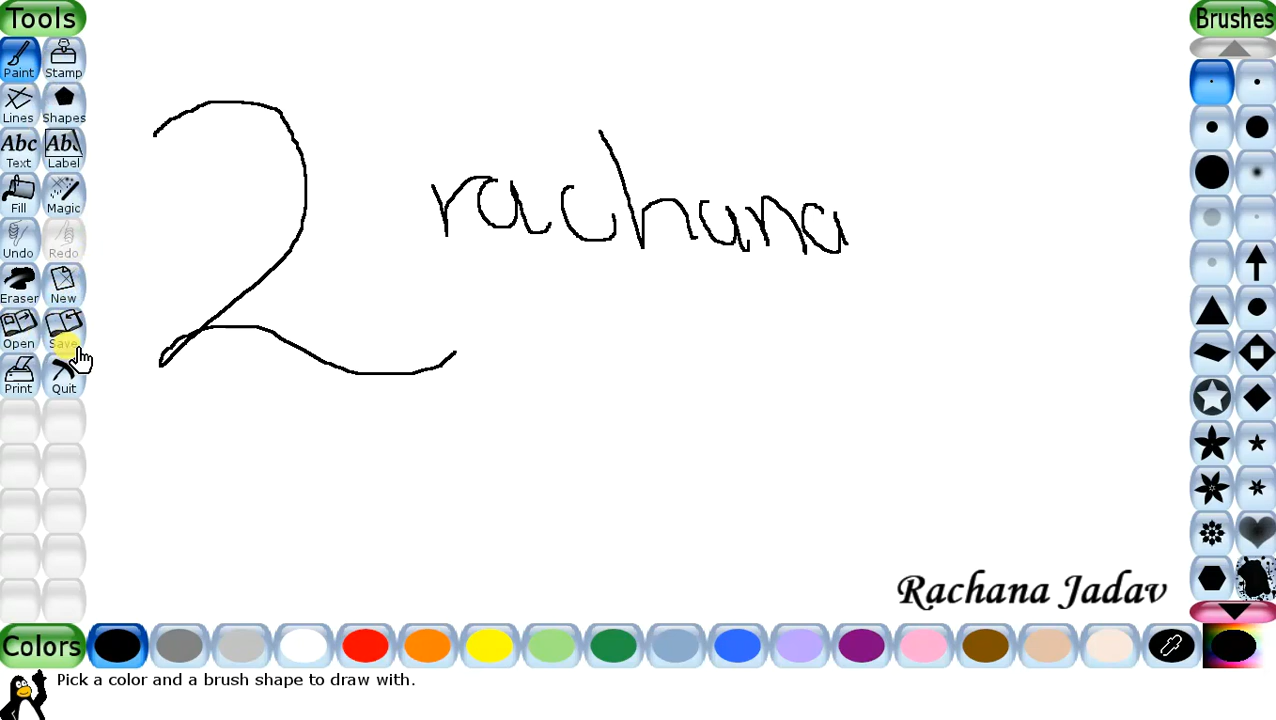 Tools
Brushes
Paint
Stamp
Lines
Shapes
Abc
Abc
Text
Label
Fill
Magic
Undo
Redo
Eraser
New
Open
Save
Print
Quit
2
rachana
Rachana Jadav
Colors
Pick a color and a brush shape to draw with.